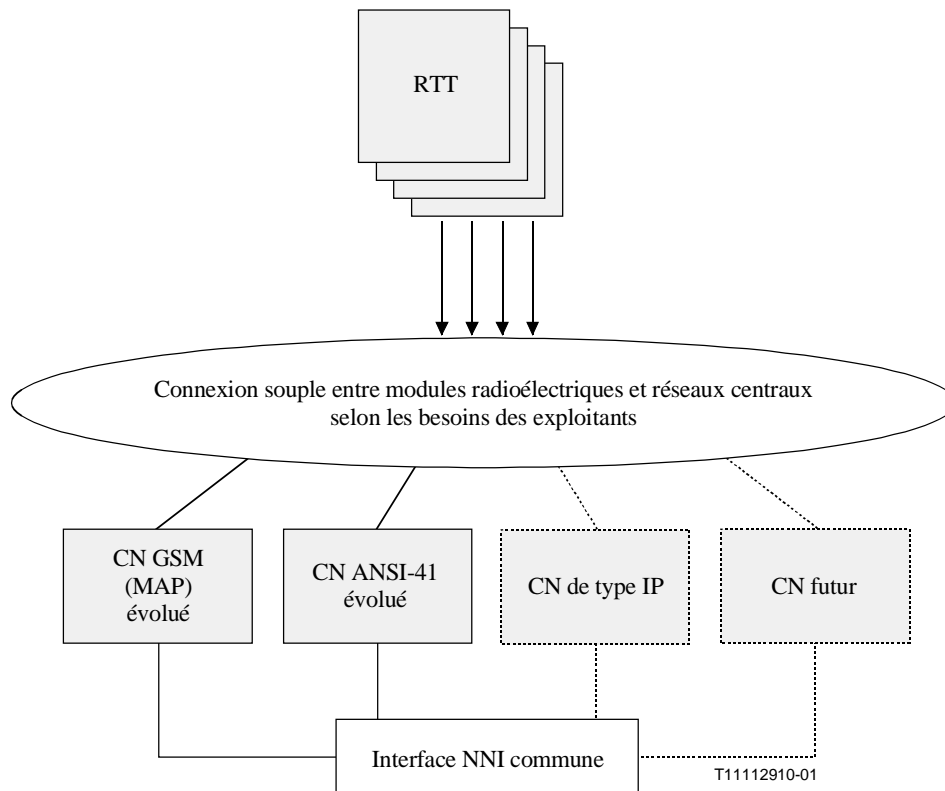 RTT
Connexion souple entre modules radioélectriques et réseaux centraux
selon les besoins des exploitants
CN GSM
(MAP)
évolué
CN ANSI-41
évolué
CN de type IP
CN futur
Interface NNI commune
T11112910-01